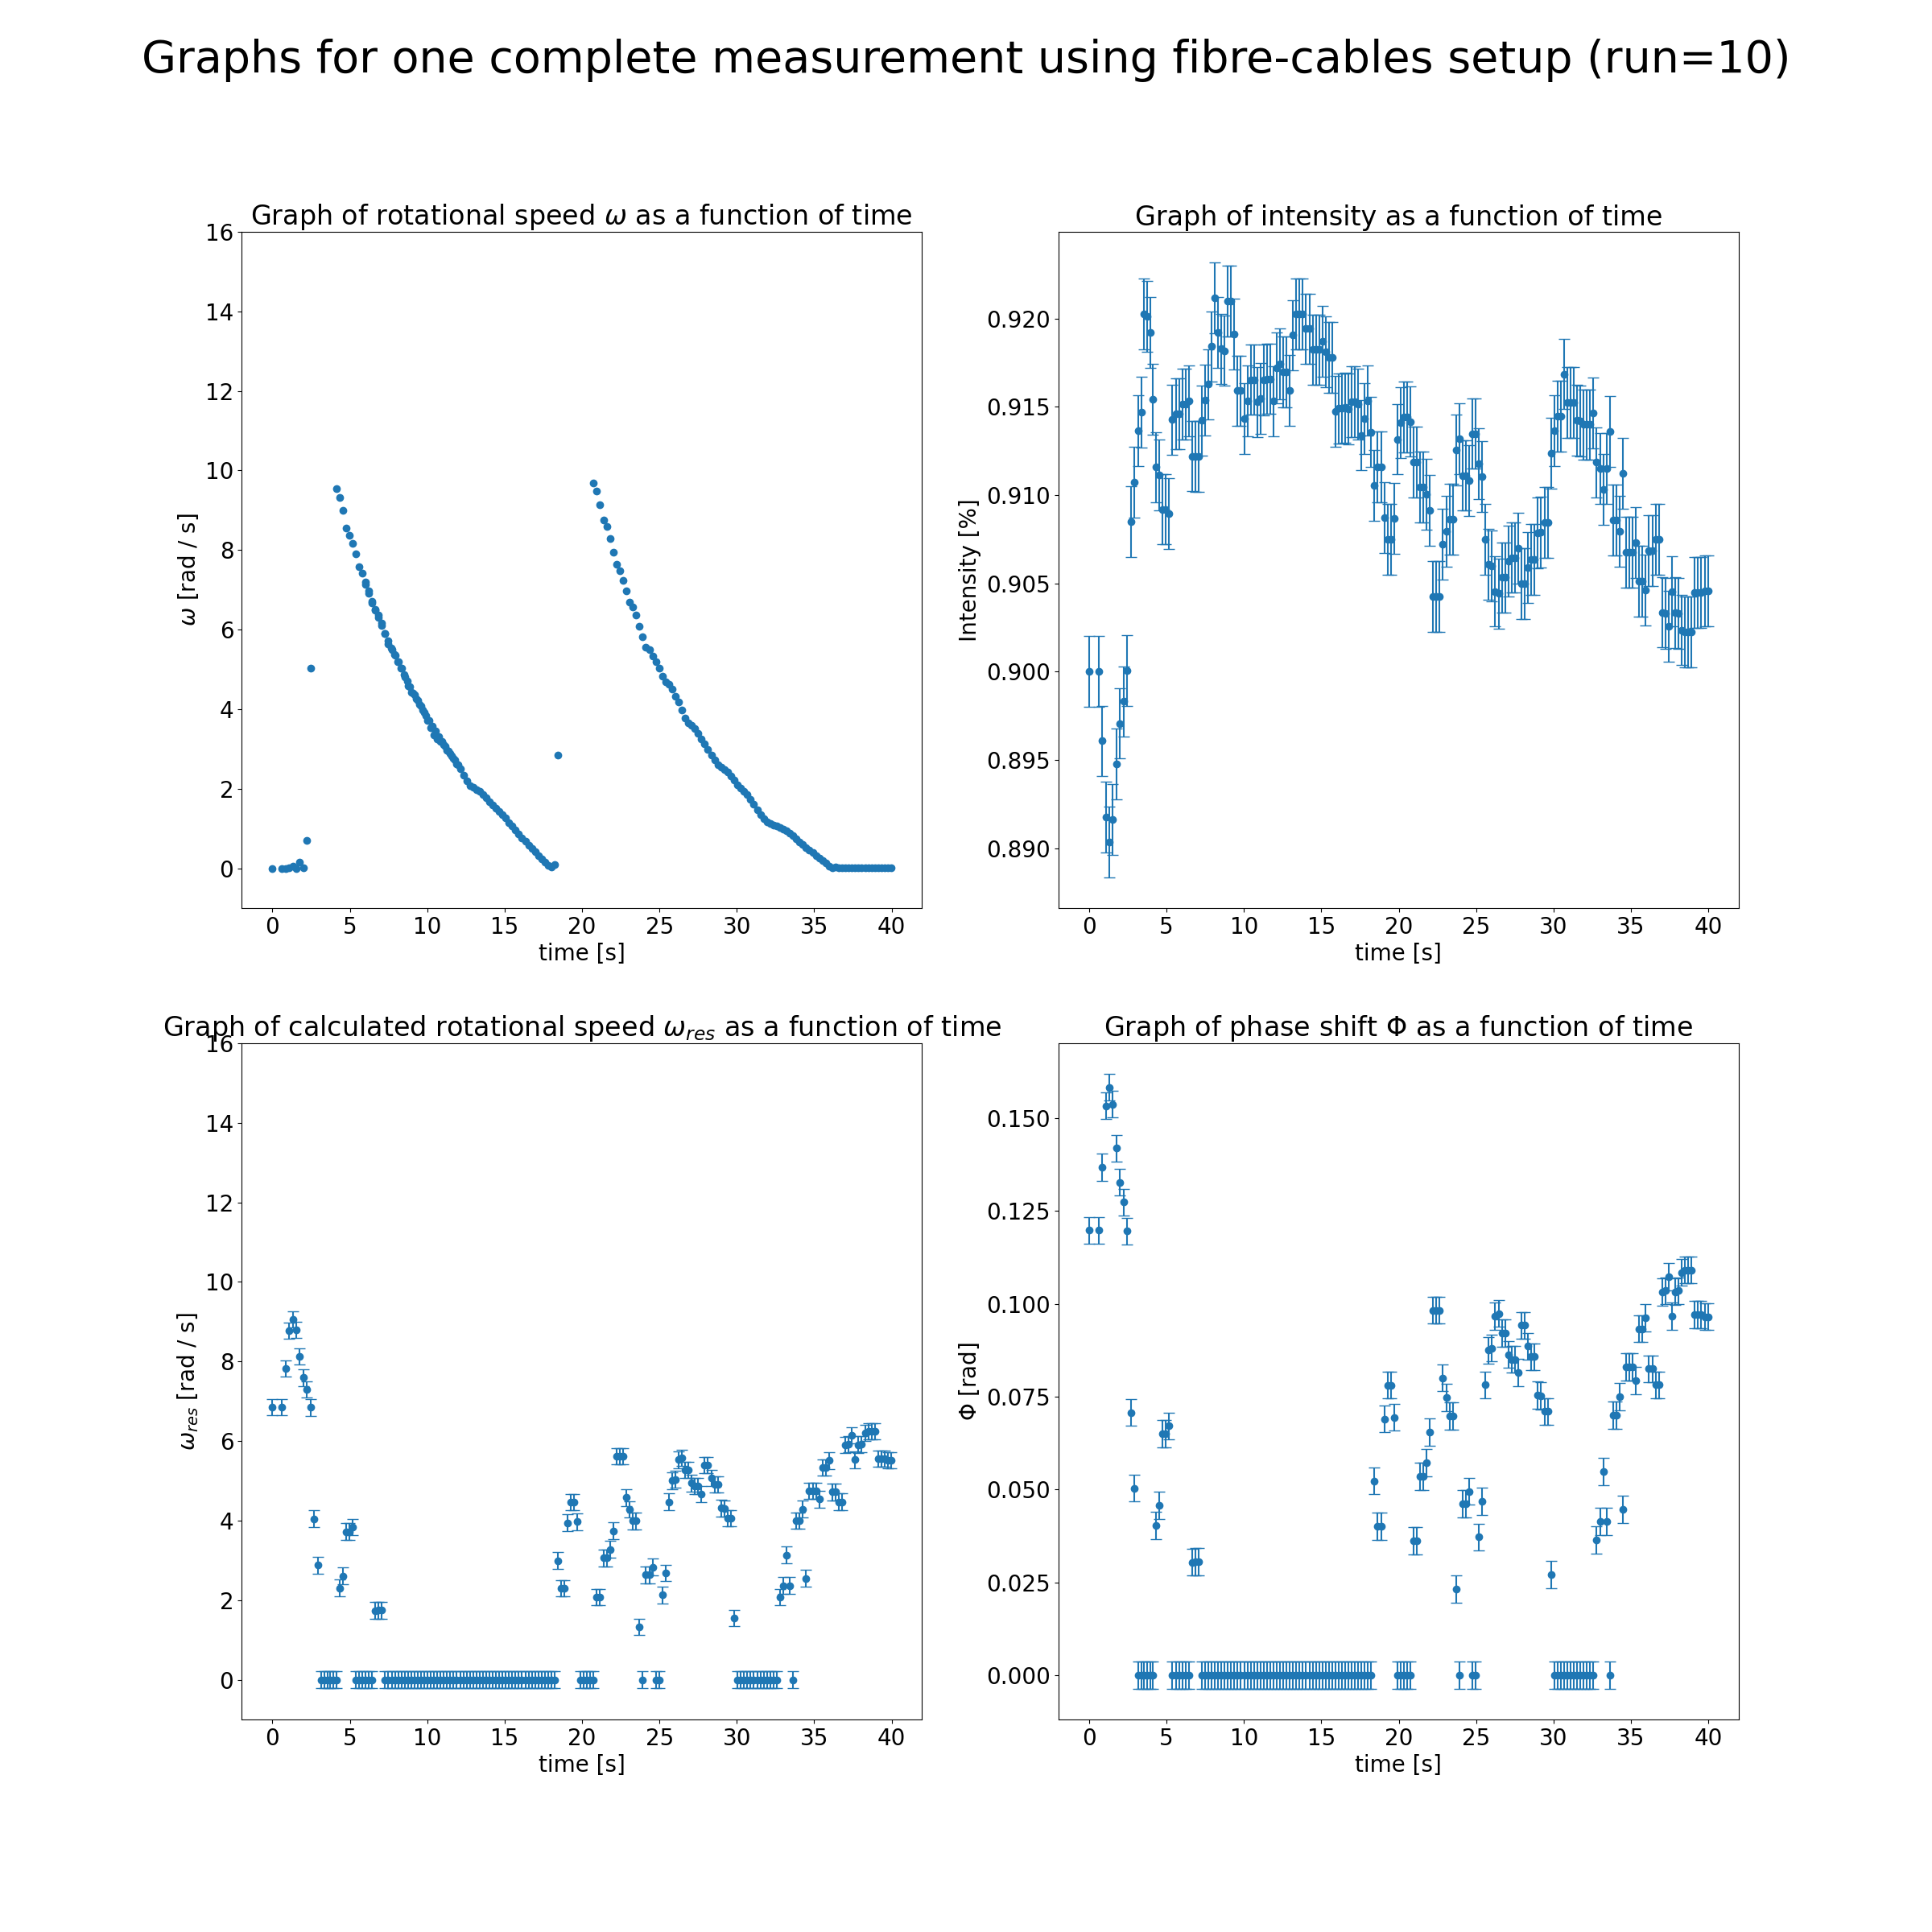 Graphs for one complete measurement using fibre-cables setup (run=10)
Graph of rotational speed ω as a function of time
16
14
12
10
8
6
4
2
0
ω [rad / s]
0 5 10 15 20 25 30 35 40
time [s]
Graph of intensity as a function of time
0.920
0.915
0.910
0.905
0.900
0.895
0.890
Intensity [%]
0 5 10 15 20 25 30 35 40
time [s]
Graph of calculated rotational speed ω_res as a function of time
16
14
12
10
8
6
4
2
0
ω_res [rad / s]
0 5 10 15 20 25 30 35 40
time [s]
Graph of phase shift Φ as a function of time
0.150
0.125
0.100
0.075
0.050
0.025
0.000
Φ [rad]
0 5 10 15 20 25 30 35 40
time [s]